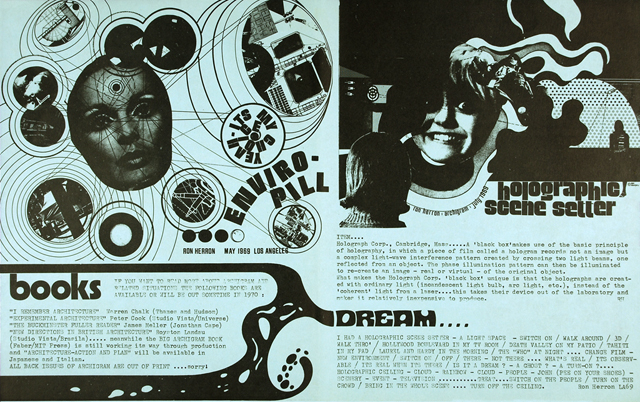 IT'S
MY
CHOICE
YEAH
ENVIRO-
PILL
RON HERRON MAY 1969 LOS ANGELES
ron herron - archigram - july 1969
holographic
scene setter
ITEM....
Holograph Corp., Cambridge, Mass.....A 'black box' makes use of the basic principle
of holography, in which a piece of film called a hologram records not an image but
a complex light-wave interference pattern created by crossing two light beams, one
reflected from an object. The phase illumination pattern can then be illuminated
to re-create an image - real or virtual - of the original object.
What makes the Holograph Corp. 'black box' unique is that the holograms are creat-
ed with ordinary light (incandescent light bulb, arc light, etc.), instead of the
'coherent' light from a laser....this takes their device out of the laboratory and
makes it relatively inexpensive to produce.
books
IF YOU WANT TO READ MORE ABOUT ARCHIGRAM AND
RELATED SITUATIONS THE FOLLOWING BOOKS ARE
AVAILABLE OR WILL BE OUT SOMETIME IN 1970 :
"I REMEMBER ARCHITECTURE" Warren Chalk (Thames and Hudson)
"EXPERIMENTAL ARCHITECTURE" Peter Cook (Studio Vista/Universe)
"THE BUCKMINSTER FULLER READER" James Meller (Jonathan Cape)
"NEW DIRECTIONS IN BRITISH ARCHITECTURE" Royston Landau
(Studio Vista/Brazila)..... meanwhile the BIG ARCHIGRAM BOOK
(Faber/MIT Press) is still working its way through production
and "ARCHITECTURE-ACTION AND PLAN" will be available in
Japanese and Italian.
ALL BACK ISSUES OF ARCHIGRAM ARE OUT OF PRINT ....sorry!
DREAM....
I HAD A HOLOGRAPHIC SCENE SETTER - A LIGHT SPACE - SWITCH ON / WALK AROUND / 3D /
WALK THRO' / HOLLYWOOD BOULEVARD IN MY TV ROOM / DEATH VALLEY ON MY PATIO / TAHITI
IN MY PAD / LAUREL AND HARDY IN THE MORNING / THE "WHO" AT NIGHT .... CHANGE FILM -
NEW ENVIRONMENT / SWITCH ON / OFF / THERE - NOT THERE .... WHAT'S REAL / ITS OBSERV-
ABLE / ITS REAL WHEN ITS THERE / IS IT A DREAM ? - A GHOST ? - A TURN-ON ?....
HOLOGRAPHIC CEILING - CLOUD - RAINBOW - CLOUD - PEOPLE - JOHN (PEE ON YOUR SHOES) -
SCENERY - EVENT - TELEVISION ........SWITCH ON THE PEOPLE / TURN ON THE
CROWD / BRING IN THE WHOLE SCENE .... TURN OFF THE CEILING.
Ron Herron LA69